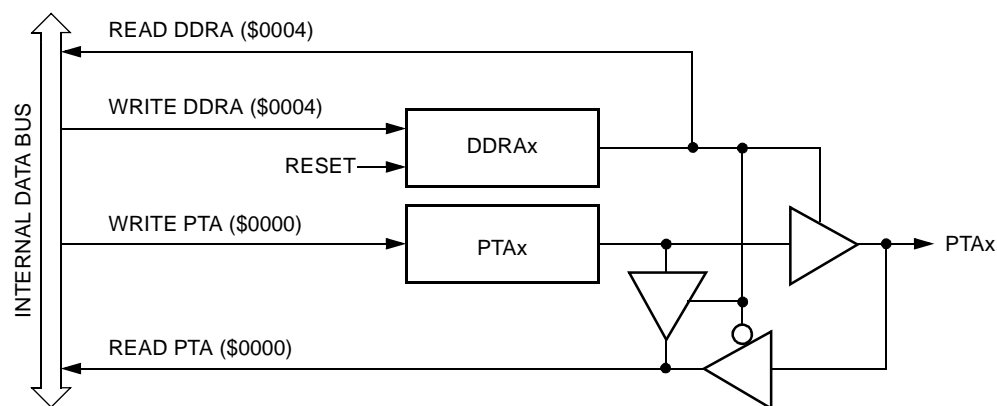 READ DDRA ($0004)
WRITE DDRA ($0004)
DDRAx
RESET
INTERNAL DATA BUS
WRITE PTA ($0000)
PTAx
PTAx
READ PTA ($0000)